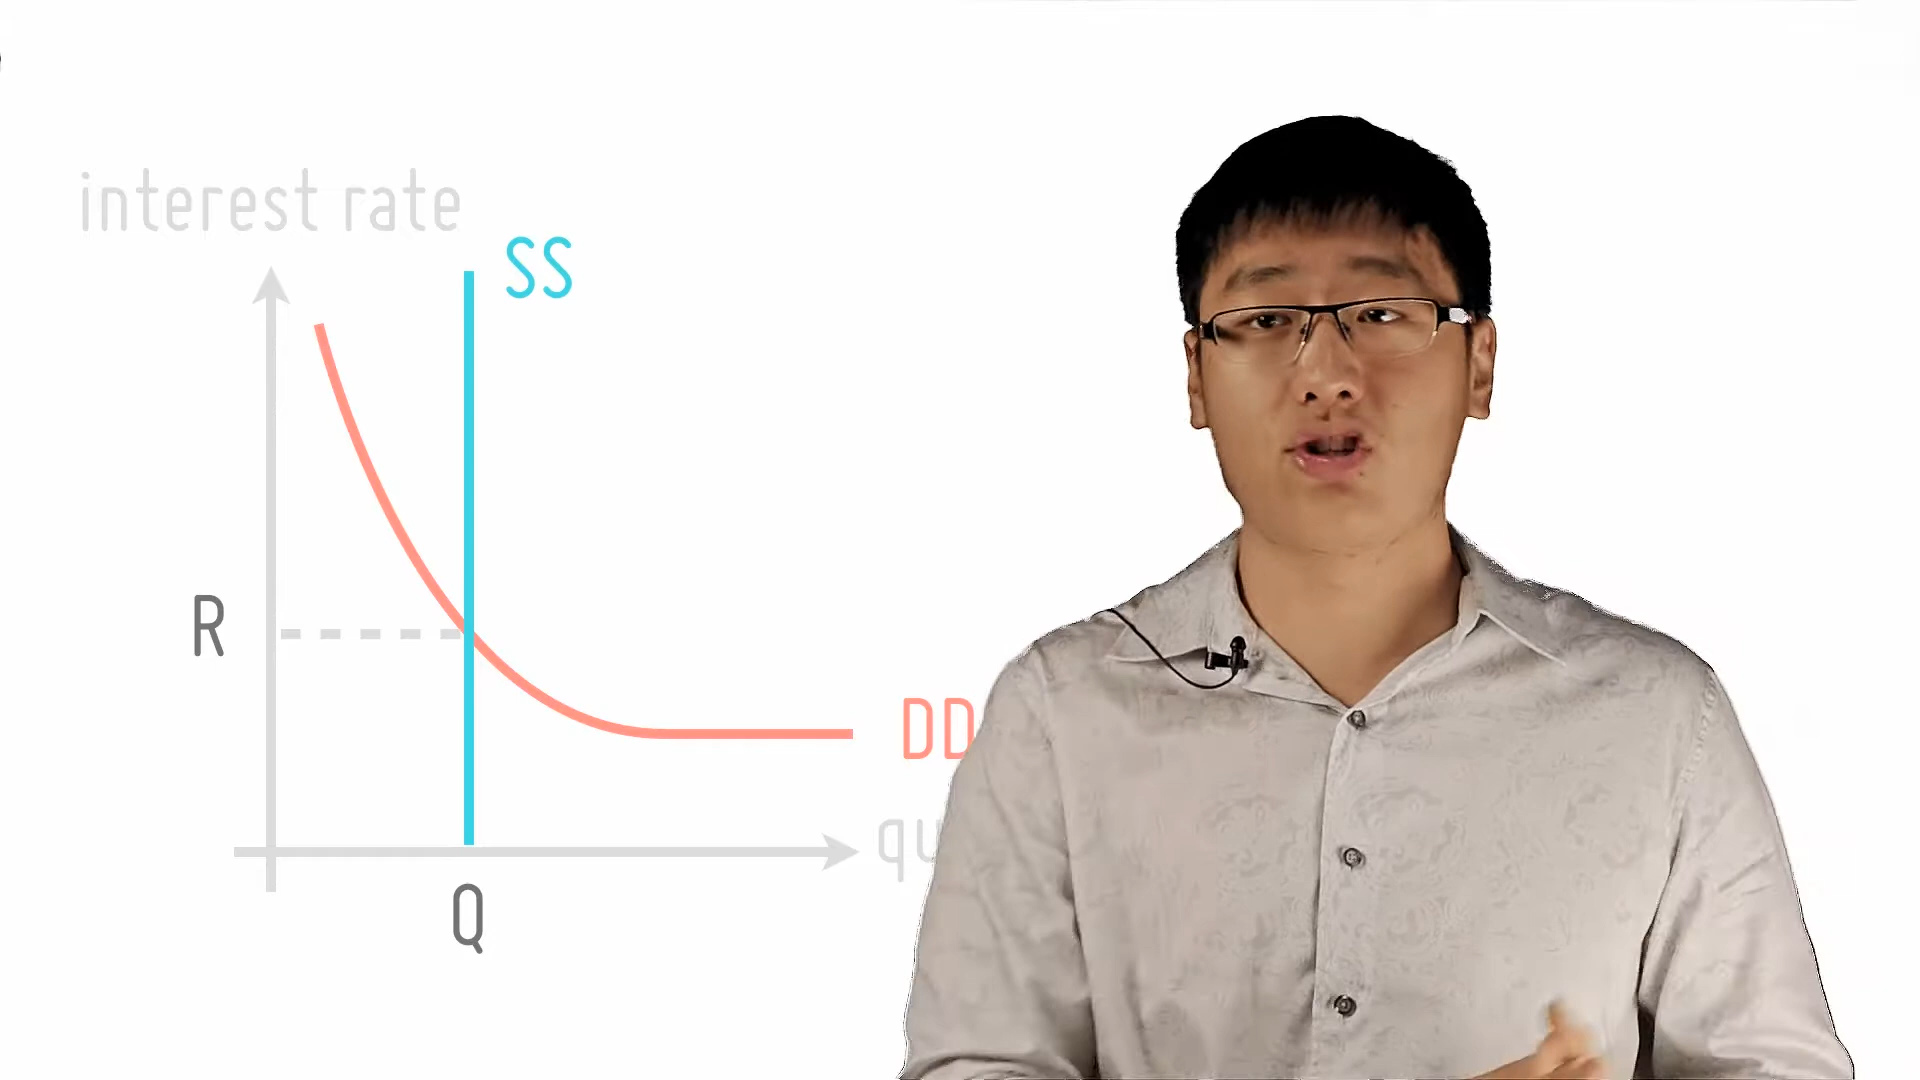 interest rate
SS
R
DD
Q